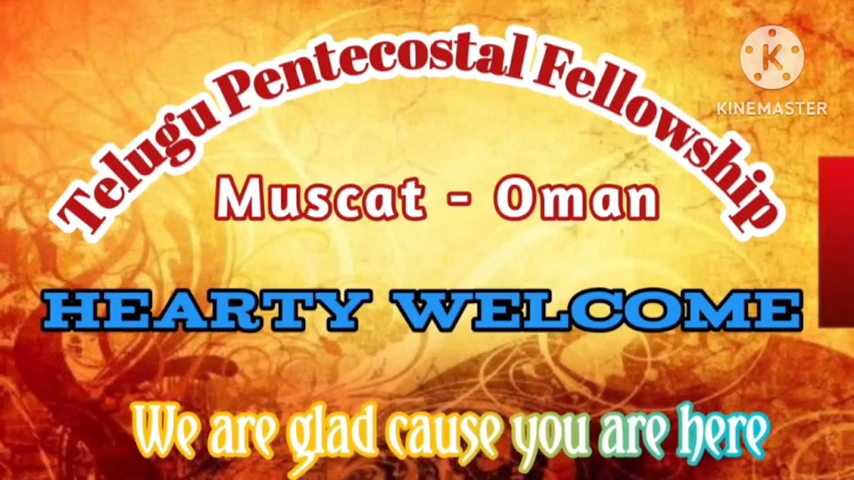 Telugu Pentecostal Fellowship
K
KINEMASTER
Muscat - Oman
HEARTY WELCOME
We are glad cause you are here